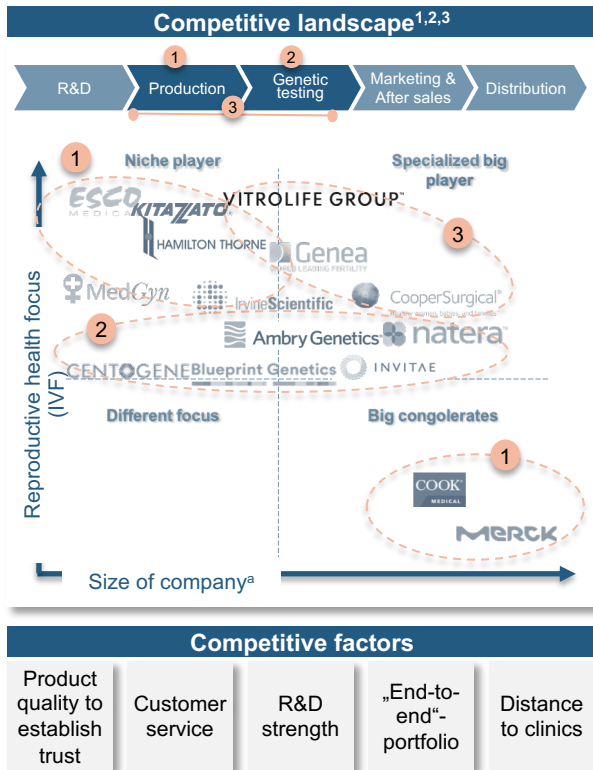 Competitive landscape1,2,3
1
2
R&D
Production
Genetic
testing
Marketing &
After sales
Distribution
3
1
Niche player
Specialized big
player
ESCO
MEDICAL
KITAZATO
VITROLIFE GROUP™
HAMILTON THORNE
3
Genea
WORLD LEADING FERTILITY
MedGyn
IrvineScientific
CooperSurgical®
2
Ambry Genetics
natera™
CENTOGENE
Blueprint Genetics
INVITAE
Reproductive health focus
(IVF)
Different focus
Big congolerates
1
COOK
MEDICAL
MERCK
Size of companya
Competitive factors
Product
quality to
establish
trust
Customer
service
R&D
strength
„End-to-
end“-
portfolio
Distance
to clinics